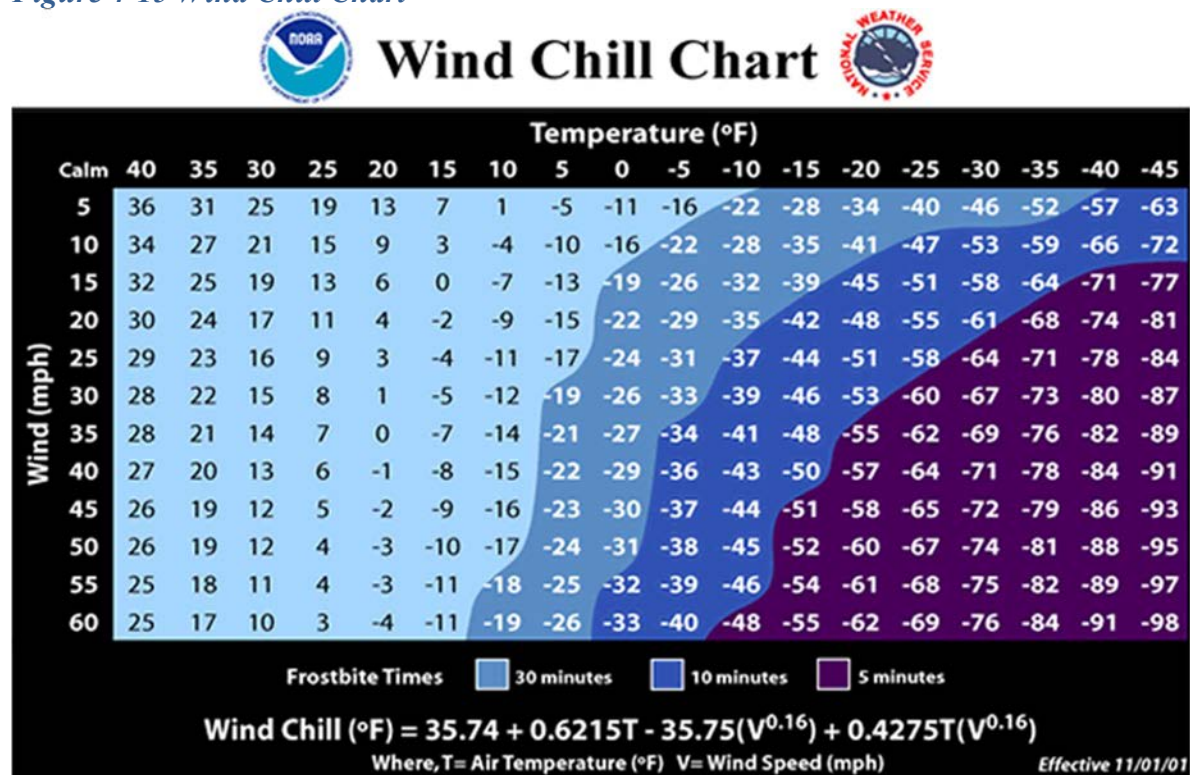 Figure 4-13 Wind Chill Chart
NOAA
Wind Chill Chart
NATIONAL WEATHER SERVICE
Temperature (ºF)
Calm 40 35 30 25 20 15 10 5 0 -5 -10 -15 -20 -25 -30 -35 -40 -45
Wind (mph)
5 36 31 25 19 13 7 1 -5 -11 -16 -22 -28 -34 -40 -46 -52 -57 -63
10 34 27 21 15 9 3 -4 -10 -16 -22 -28 -35 -41 -47 -53 -59 -66 -72
15 32 25 19 13 6 0 -7 -13 -19 -26 -32 -39 -45 -51 -58 -64 -71 -77
20 30 24 17 11 4 -2 -9 -15 -22 -29 -35 -42 -48 -55 -61 -68 -74 -81
25 29 23 16 9 3 -4 -11 -17 -24 -31 -37 -44 -51 -58 -64 -71 -78 -84
30 28 22 15 8 1 -5 -12 -19 -26 -33 -39 -46 -53 -60 -67 -73 -80 -87
35 28 21 14 7 0 -7 -14 -21 -27 -34 -41 -48 -55 -62 -69 -76 -82 -89
40 27 20 13 6 -1 -8 -15 -22 -29 -36 -43 -50 -57 -64 -71 -78 -84 -91
45 26 19 12 5 -2 -9 -16 -23 -30 -37 -44 -51 -58 -65 -72 -79 -86 -93
50 26 19 12 4 -3 -10 -17 -24 -31 -38 -45 -52 -60 -67 -74 -81 -88 -95
55 25 18 11 4 -3 -11 -18 -25 -32 -39 -46 -54 -61 -68 -75 -82 -89 -97
60 25 17 10 3 -4 -11 -19 -26 -33 -40 -48 -55 -62 -69 -76 -84 -91 -98
Frostbite Times 30 minutes 10 minutes 5 minutes
Wind Chill (ºF) = 35.74 + 0.6215T - 35.75(V0.16) + 0.4275T(V0.16)
Where, T= Air Temperature (ºF) V= Wind Speed (mph)
Effective 11/01/01